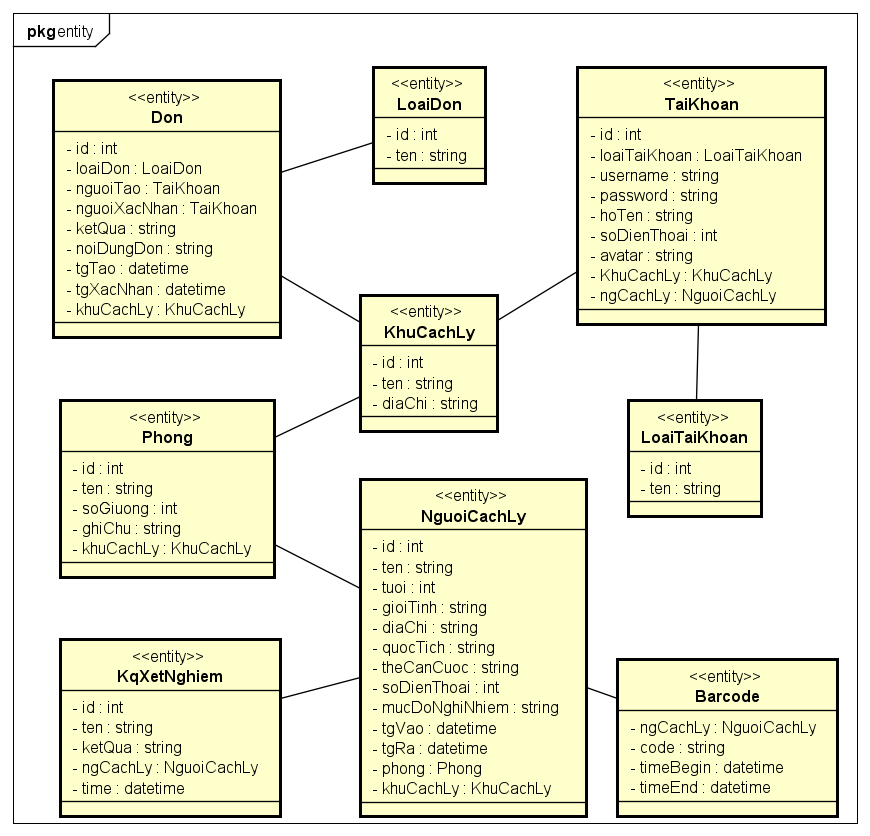 pkg entity
<<entity>>
Don
- id : int
- loaiDon : LoaiDon
- nguoiTao : TaiKhoan
- nguoiXacNhan : TaiKhoan
- ketQua : string
- noiDungDon : string
- tgTao : datetime
- tgXacNhan : datetime
- khuCachLy : KhuCachLy
<<entity>>
LoaiDon
- id : int
- ten : string
<<entity>>
TaiKhoan
- id : int
- loaiTaiKhoan : LoaiTaiKhoan
- username : string
- password : string
- hoTen : string
- soDienThoai : int
- avatar : string
- KhuCachLy : KhuCachLy
- ngCachLy : NguoiCachLy
<<entity>>
KhuCachLy
- id : int
- ten : string
- diaChi : string
<<entity>>
Phong
- id : int
- ten : string
- soGiuong : int
- ghiChu : string
- khuCachLy : KhuCachLy
<<entity>>
LoaiTaiKhoan
- id : int
- ten : string
<<entity>>
NguoiCachLy
- id : int
- ten : string
- tuoi : int
- gioiTinh : string
- diaChi : string
- quocTich : string
- theCanCuoc : string
- soDienThoai : int
- mucDoNghiNhiem : string
- tgVao : datetime
- tgRa : datetime
- phong : Phong
- khuCachLy : KhuCachLy
<<entity>>
KqXetNghiem
- id : int
- ten : string
- ketQua : string
- ngCachLy : NguoiCachLy
- time : datetime
<<entity>>
Barcode
- ngCachLy : NguoiCachLy
- code : string
- timeBegin : datetime
- timeEnd : datetime